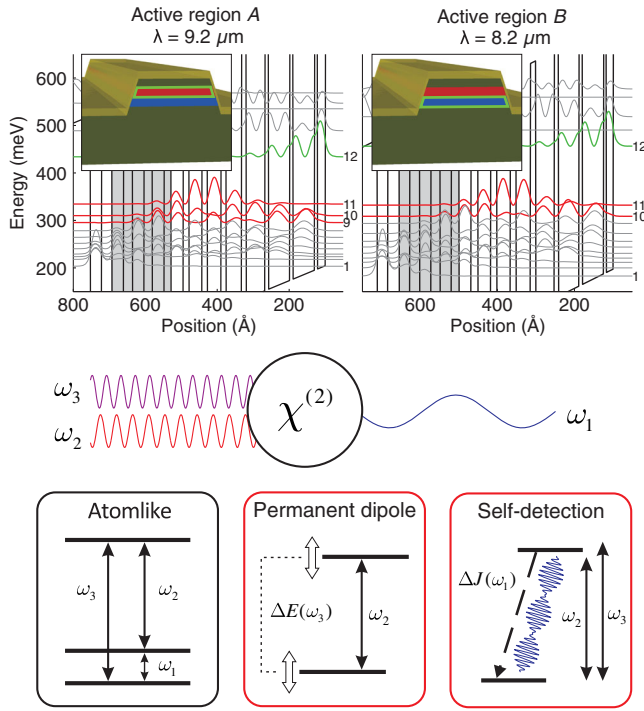 Active region A
λ = 9.2 µm
Active region B
λ = 8.2 µm
Energy (meV)
600
500
400
300
200
12
11
10
9
1
12
11
10
1
800 600 400 200
Position (Å)
600 400 200
Position (Å)
ω₃
ω₂
χ⁽²⁾
ω₁
Atomlike
ω₃
ω₂
ω₁
Permanent dipole
ΔE(ω₃)
ω₂
Self-detection
ΔJ(ω₁)
ω₂
ω₃